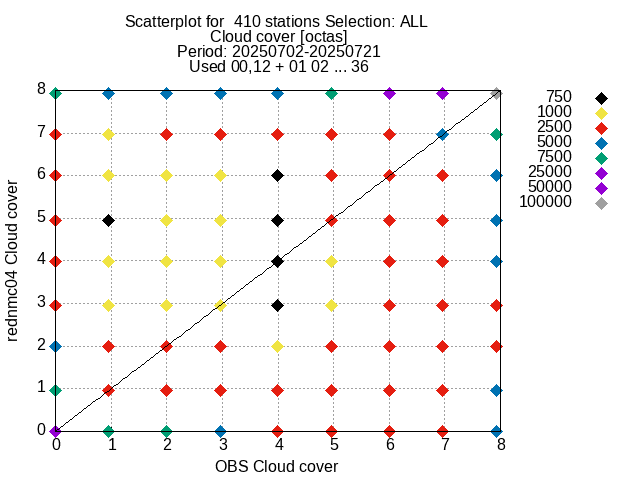 Scatterplot for  410 stations Selection: ALL
Cloud cover [octas]
Period: 20250702-20250721
Used 00,12 + 01 02 ... 36
8
7
6
5
4
3
2
1
0
rednmc04 Cloud cover
0 1 2 3 4 5 6 7 8
OBS Cloud cover
750
1000
2500
5000
7500
25000
50000
100000